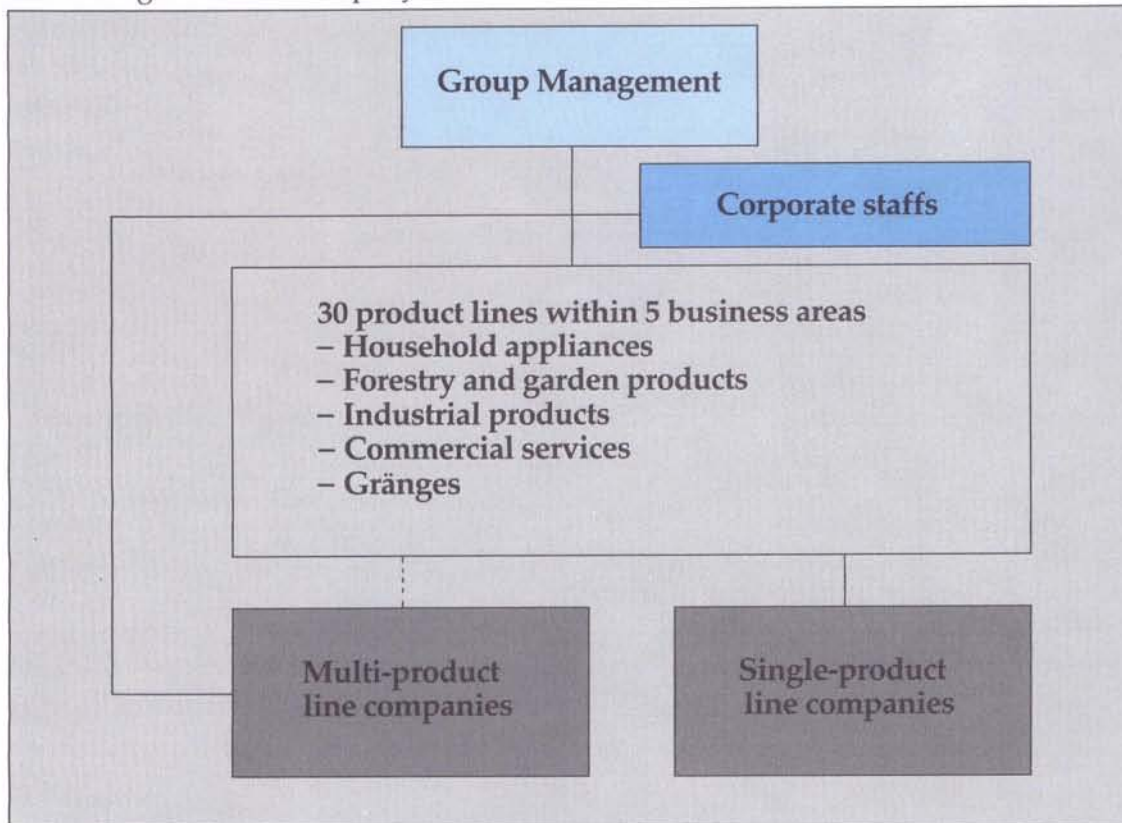 Group Management
Corporate staffs
30 product lines within 5 business areas
– Household appliances
– Forestry and garden products
– Industrial products
– Commercial services
– Gränges
Multi-product
line companies
Single-product
line companies